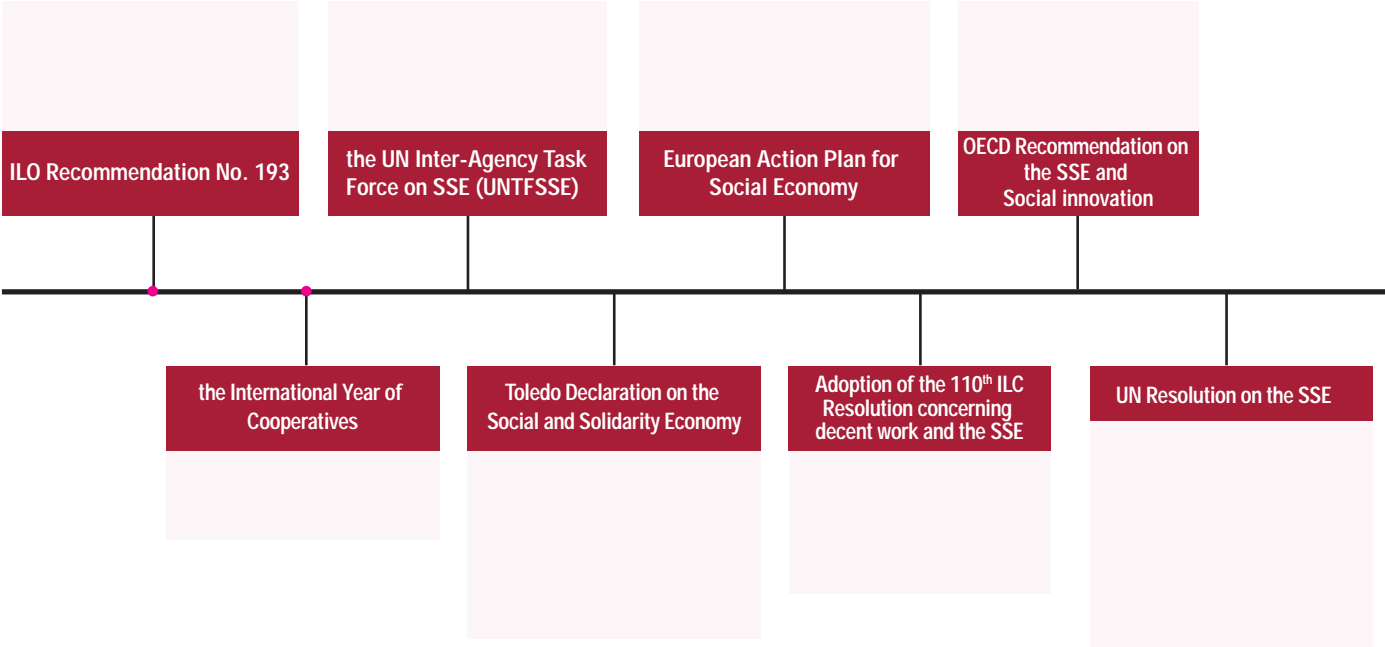 ILO Recommendation No. 193
the UN Inter-Agency Task
Force on SSE (UNTFSSE)
European Action Plan for
Social Economy
OECD Recommendation on
the SSE and
Social innovation
the International Year of
Cooperatives
Toledo Declaration on the
Social and Solidarity Economy
Adoption of the 110th ILC
Resolution concerning
decent work and the SSE
UN Resolution on the SSE